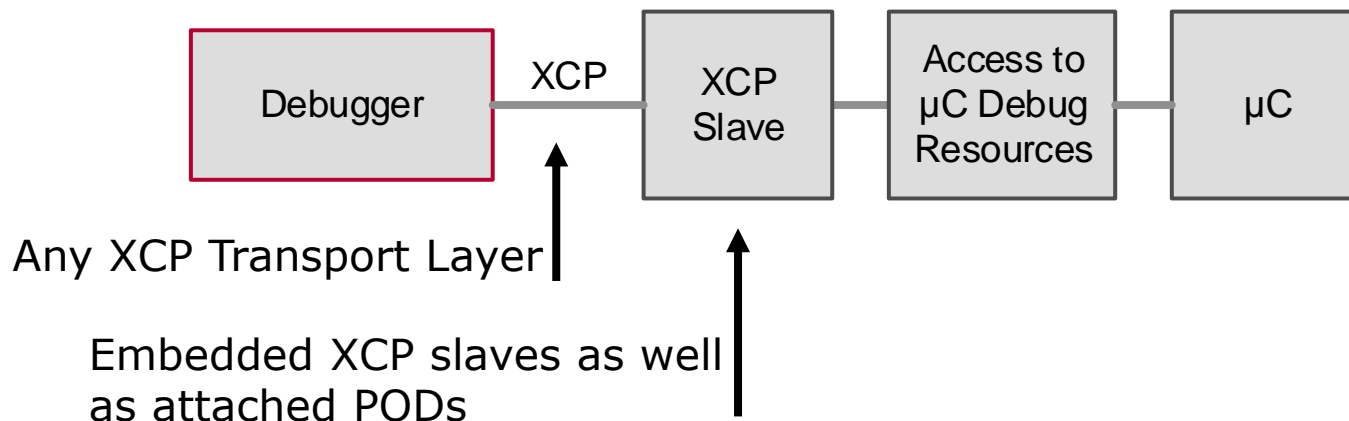 Debugger
XCP
XCP
Slave
Access to
µC Debug
Resources
µC
Any XCP Transport Layer
Embedded XCP slaves as well
as attached PODs